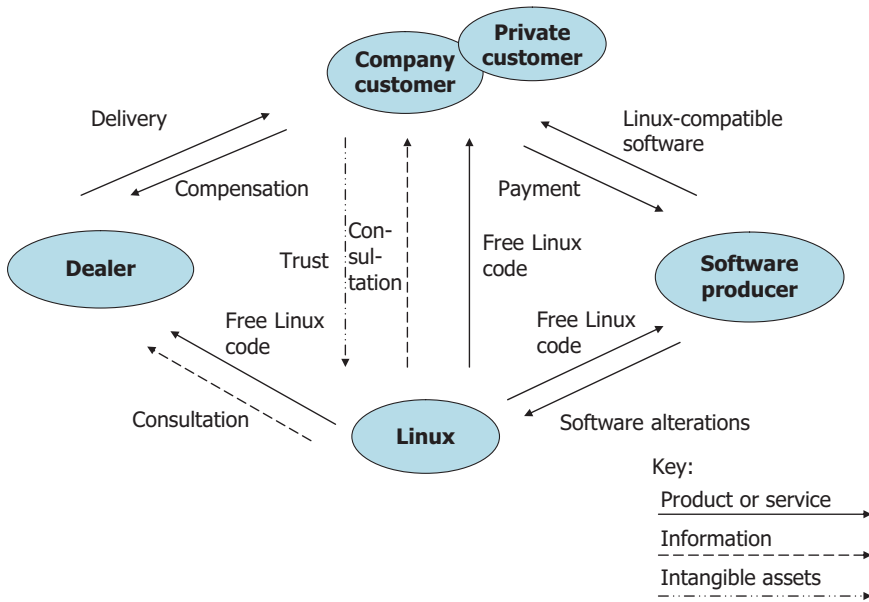 Private
customer
Company
customer
Delivery
Linux-compatible
software
Compensation
Payment
Con-
sul-
tation
Trust
Free Linux
code
Dealer
Software
producer
Free Linux
code
Free Linux
code
Consultation
Linux
Software alterations
Key:
Product or service
Information
Intangible assets